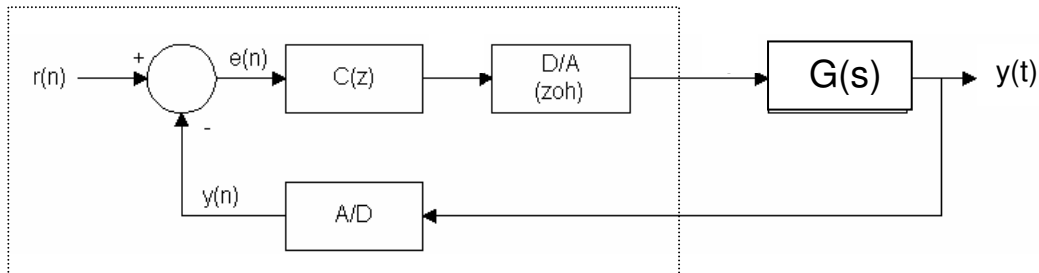 +
r(n)
e(n)
C(z)
D/A
(zoh)
G(s)
y(t)
-
y(n)
A/D